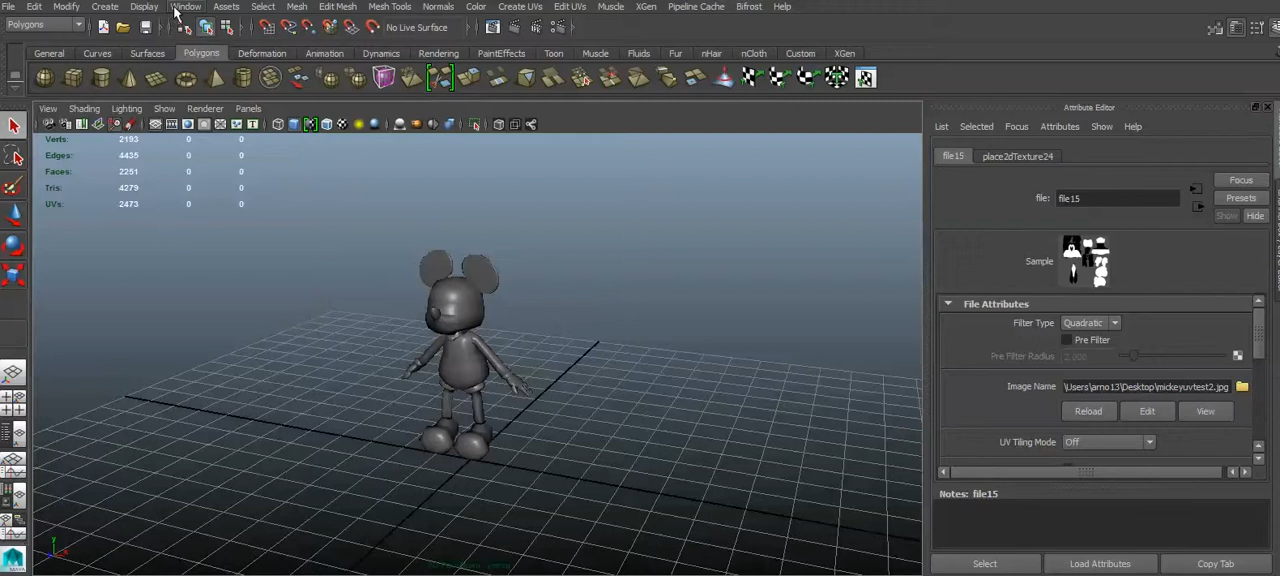 File Edit Modify Create Display Window Assets Select Mesh Edit Mesh Mesh Tools Normals Color Create UVs Edit UVs Muscle XGen Pipeline Cache Bifrost Help
Polygons No Live Surface
General Curves Surfaces Polygons Deformation Animation Dynamics Rendering PaintEffects Toon Muscle Fluids Fur nHair nCloth Custom XGen
View Shading Lighting Show Renderer Panels
Verts: 2193 0 0
Edges: 4435 0 0
Faces: 2251 0 0
Tris: 4279 0 0
UVs: 2473 0 0
Attribute Editor
List Selected Focus Attributes Show Help
file15 place2dTexture24
Focus
file: file15
Presets
Show Hide
Sample
File Attributes
Filter Type Quadratic
Pre Filter
Pre Filter Radius 2.000
Image Name \Users\arno13\Desktop\mickeyuvtest2.jpg
Reload Edit View
UV Tiling Mode Off
Notes: file15
Select Load Attributes Copy Tab